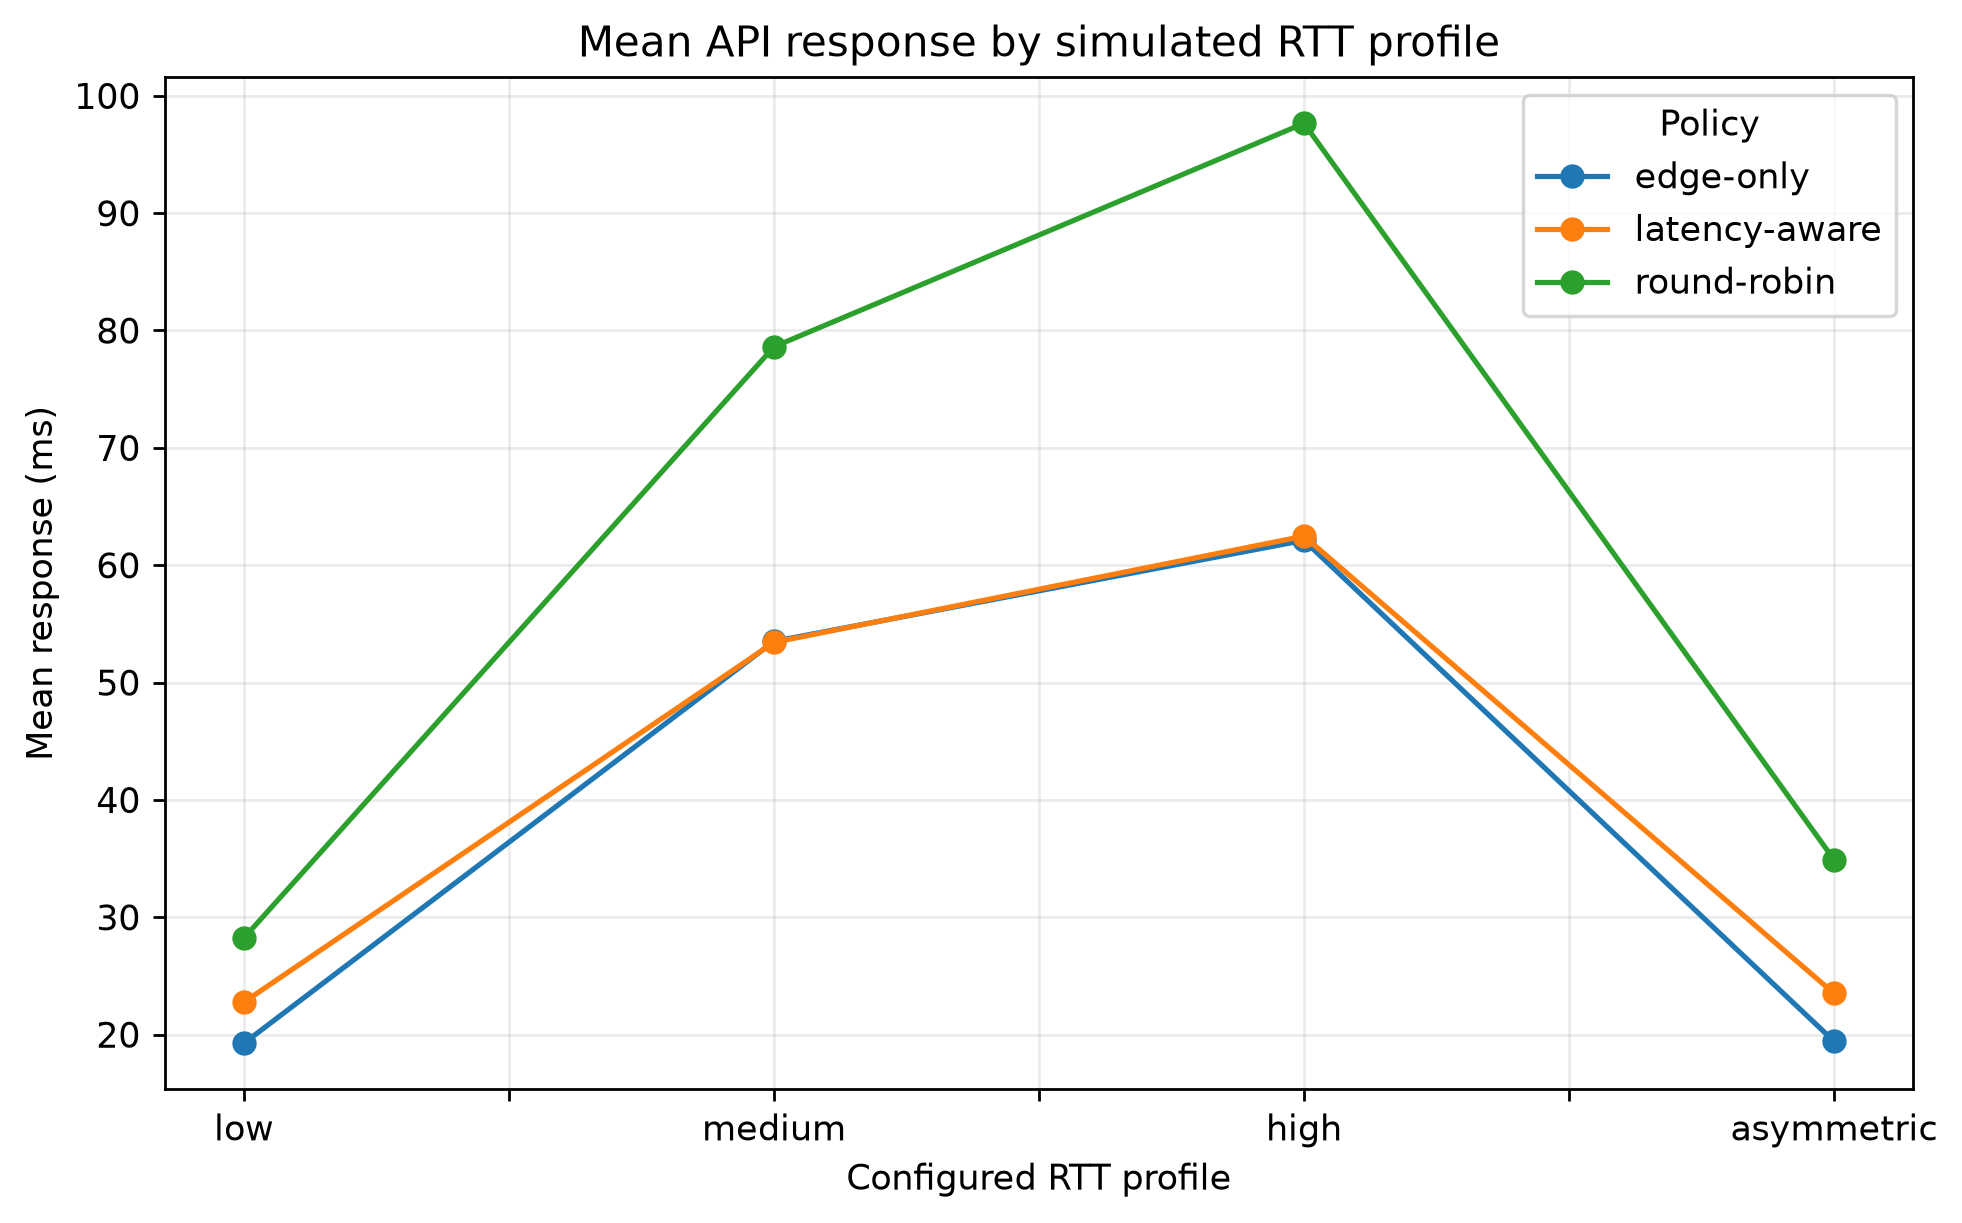 Mean API response by simulated RTT profile
100
90
80
70
60
50
40
30
20
Mean response (ms)
Policy
edge-only
latency-aware
round-robin
low
medium
high
asymmetric
Configured RTT profile